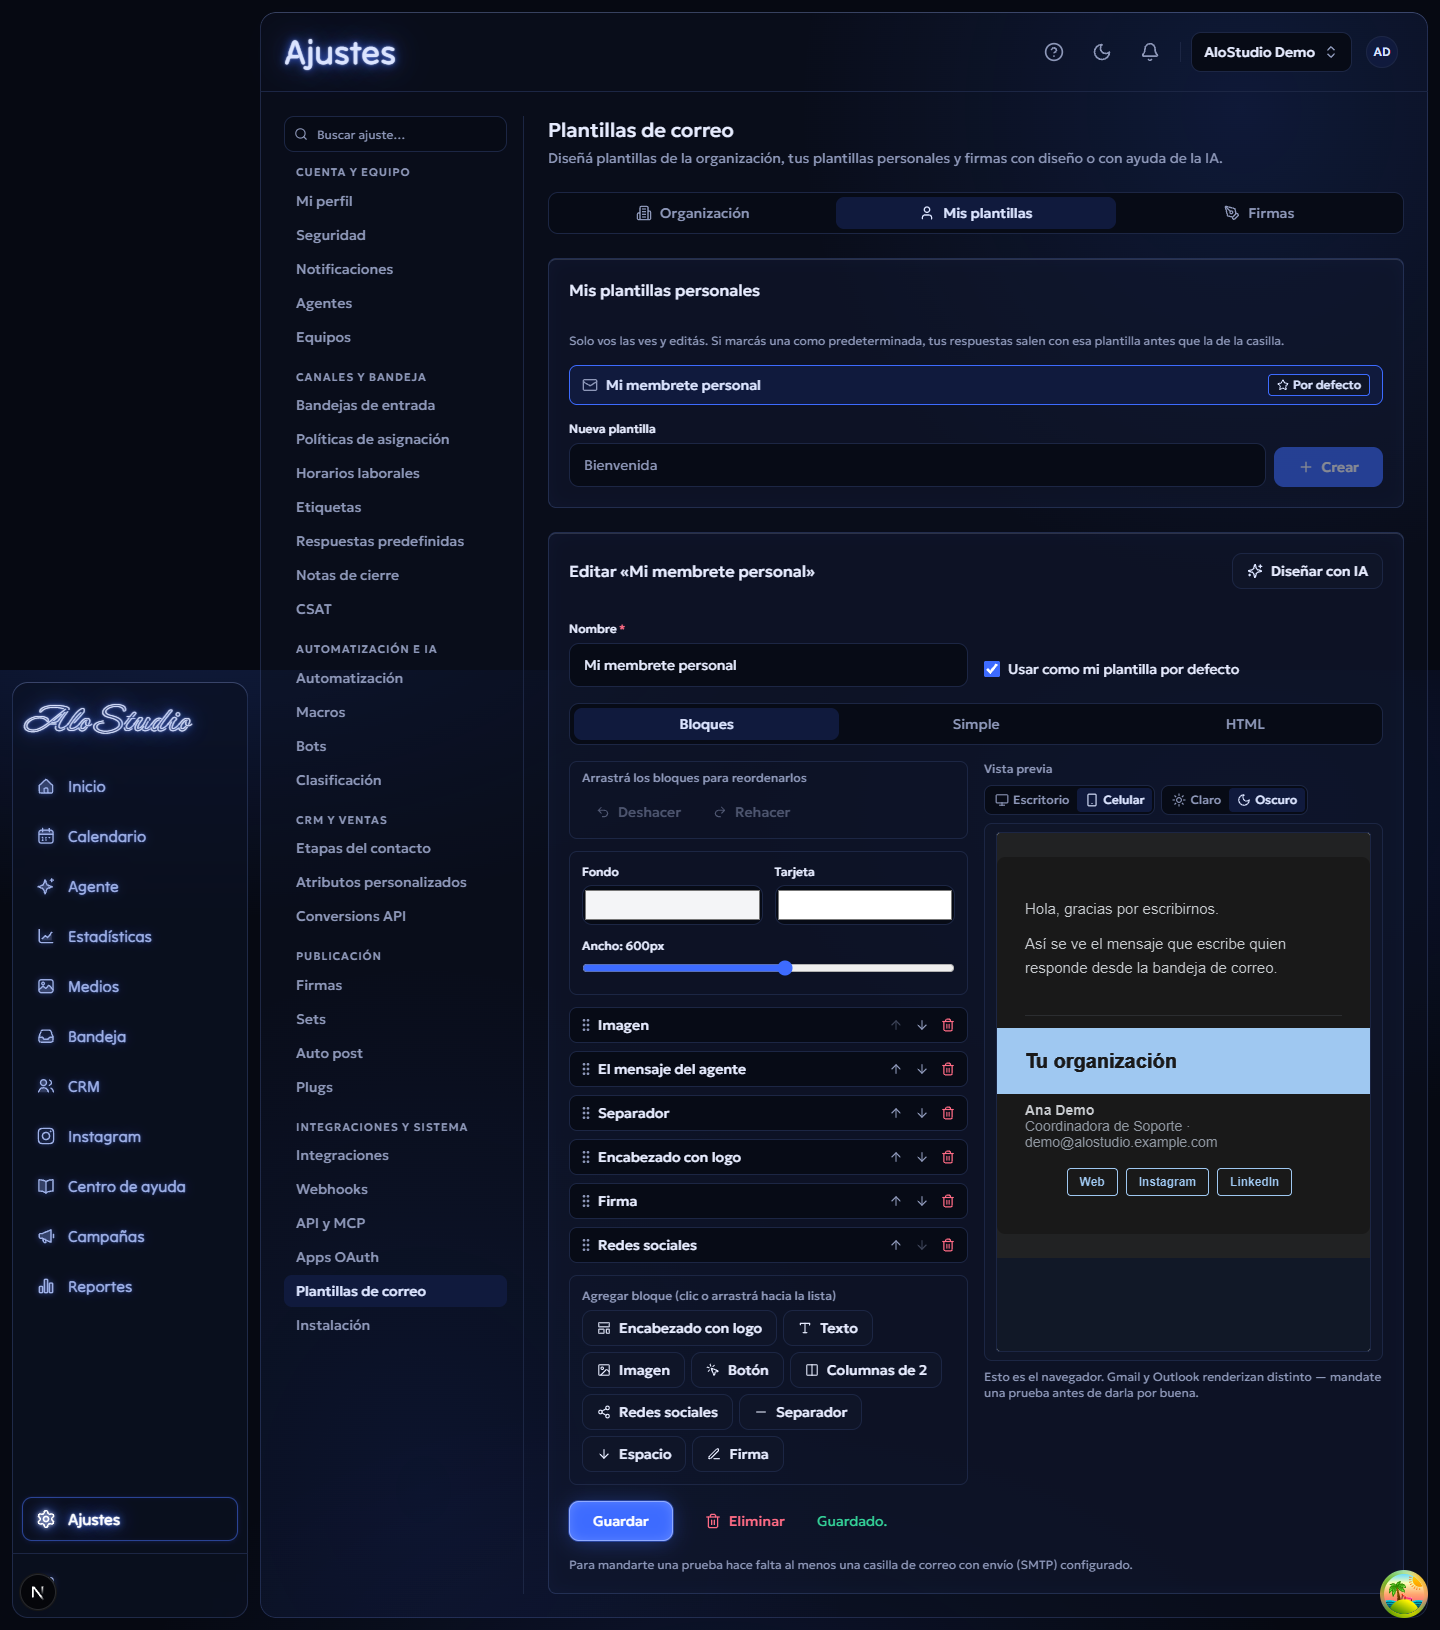 Ajustes
AloStudio Demo
AD
Buscar ajuste...
CUENTA Y EQUIPO
Mi perfil
Seguridad
Notificaciones
Agentes
Equipos
CANALES Y BANDEJA
Bandejas de entrada
Políticas de asignación
Horarios laborales
Etiquetas
Respuestas predefinidas
Notas de cierre
CSAT
AUTOMATIZACIÓN E IA
Automatización
Macros
Bots
Clasificación
CRM Y VENTAS
Etapas del contacto
Atributos personalizados
Conversions API
PUBLICACIÓN
Firmas
Sets
Auto post
Plugs
INTEGRACIONES Y SISTEMA
Integraciones
Webhooks
API y MCP
Apps OAuth
Plantillas de correo
Instalación
AloStudio
Inicio
Calendario
Agente
Estadísticas
Medios
Bandeja
CRM
Instagram
Centro de ayuda
Campañas
Reportes
Ajustes
N
Plantillas de correo
Diseñá plantillas de la organización, tus plantillas personales y firmas con diseño o con ayuda de la IA.
Organización
Mis plantillas
Firmas
Mis plantillas personales
Solo vos las ves y editás. Si marcás una como predeterminada, tus respuestas salen con esa plantilla antes que la de la casilla.
Mi membrete personal
Por defecto
Nueva plantilla
Bienvenida
Crear
Editar «Mi membrete personal»
Diseñar con IA
Nombre *
Mi membrete personal
Usar como mi plantilla por defecto
Bloques
Simple
HTML
Arrastrá los bloques para reordenarlos
Deshacer
Rehacer
Fondo
Tarjeta
Ancho: 600px
Imagen
El mensaje del agente
Separador
Encabezado con logo
Firma
Redes sociales
Agregar bloque (clic o arrastrá hacia la lista)
Encabezado con logo
Texto
Imagen
Botón
Columnas de 2
Redes sociales
Separador
Espacio
Firma
Vista previa
Escritorio
Celular
Claro
Oscuro
Hola, gracias por escribirnos.
Así se ve el mensaje que escribe quien
responde desde la bandeja de correo.
Tu organización
Ana Demo
Coordinadora de Soporte ·
demo@alostudio.example.com
Web
Instagram
LinkedIn
Esto es el navegador. Gmail y Outlook renderizan distinto — mandate
una prueba antes de darla por buena.
Guardar
Eliminar
Guardado.
Para mandarte una prueba hace falta al menos una casilla de correo con envío (SMTP) configurado.